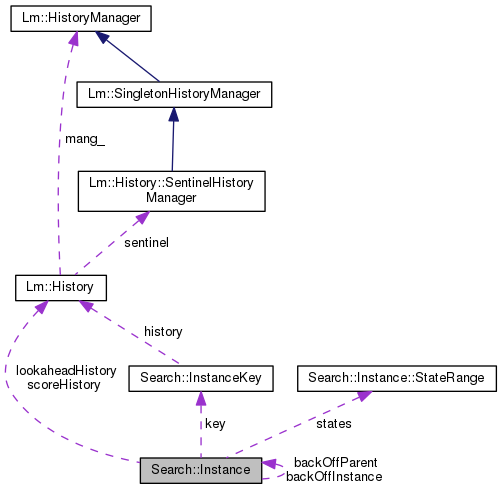 Lm::HistoryManager
Lm::SingletonHistoryManager
mang_
Lm::History::SentinelHistory
Manager
sentinel
Lm::History
history
lookaheadHistory
scoreHistory
Search::InstanceKey
Search::Instance::StateRange
key
states
backOffParent
backOffInstance
Search::Instance